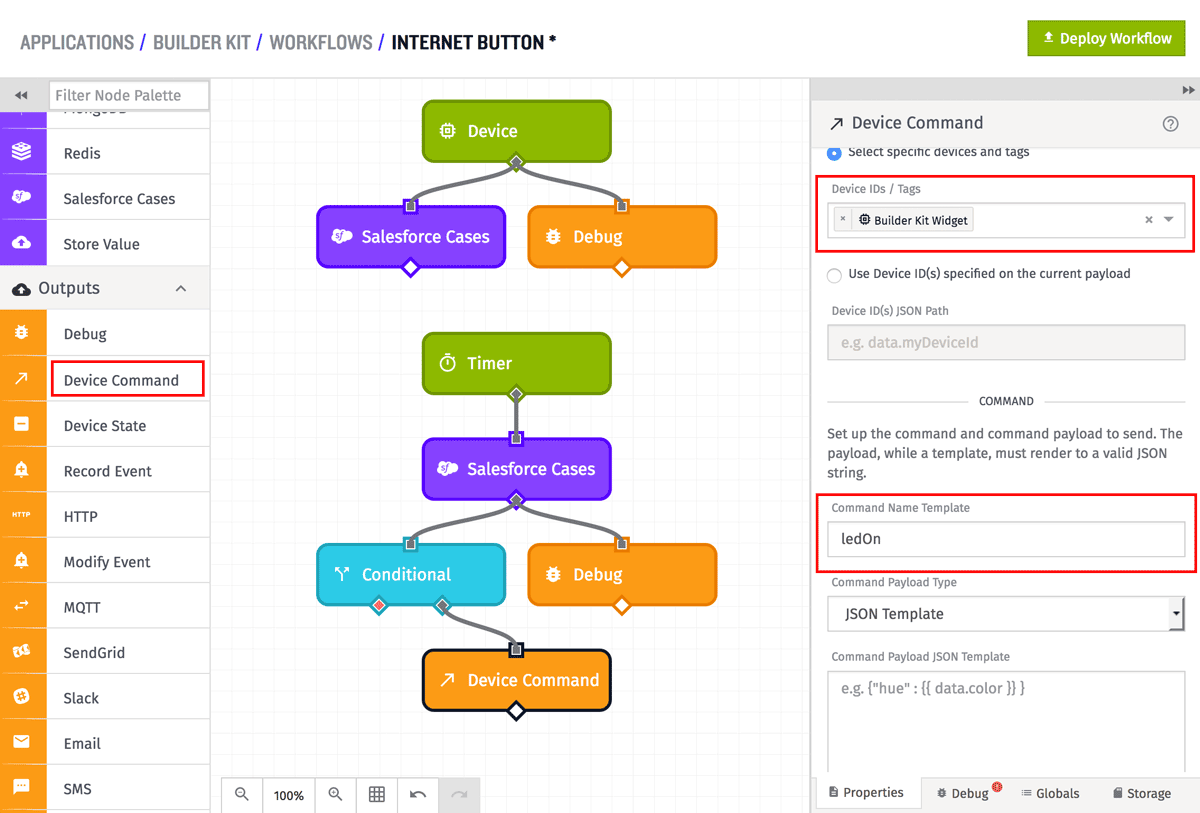 APPLICATIONS / BUILDER KIT / WORKFLOWS / INTERNET BUTTON *
Deploy Workflow
Filter Node Palette
MongoDB
Redis
Salesforce Cases
Store Value
Outputs
Debug
Device Command
Device State
Record Event
HTTP
HTTP
Modify Event
MQTT
SendGrid
Slack
Email
SMS
Device
sf
Salesforce Cases
Debug
Timer
sf
Salesforce Cases
Conditional
Debug
Device Command
100%
Device Command
?
Select specific devices and tags
Device IDs / Tags
× Builder Kit Widget ×
Use Device ID(s) specified on the current payload
Device ID(s) JSON Path
e.g. data.myDeviceId
COMMAND
Set up the command and command payload to send. The
payload, while a template, must render to a valid JSON
string.
Command Name Template
ledOn
Command Payload Type
JSON Template
Command Payload JSON Template
e.g. {"hue" : {{ data.color }} }
Properties
Debug
Globals
Storage